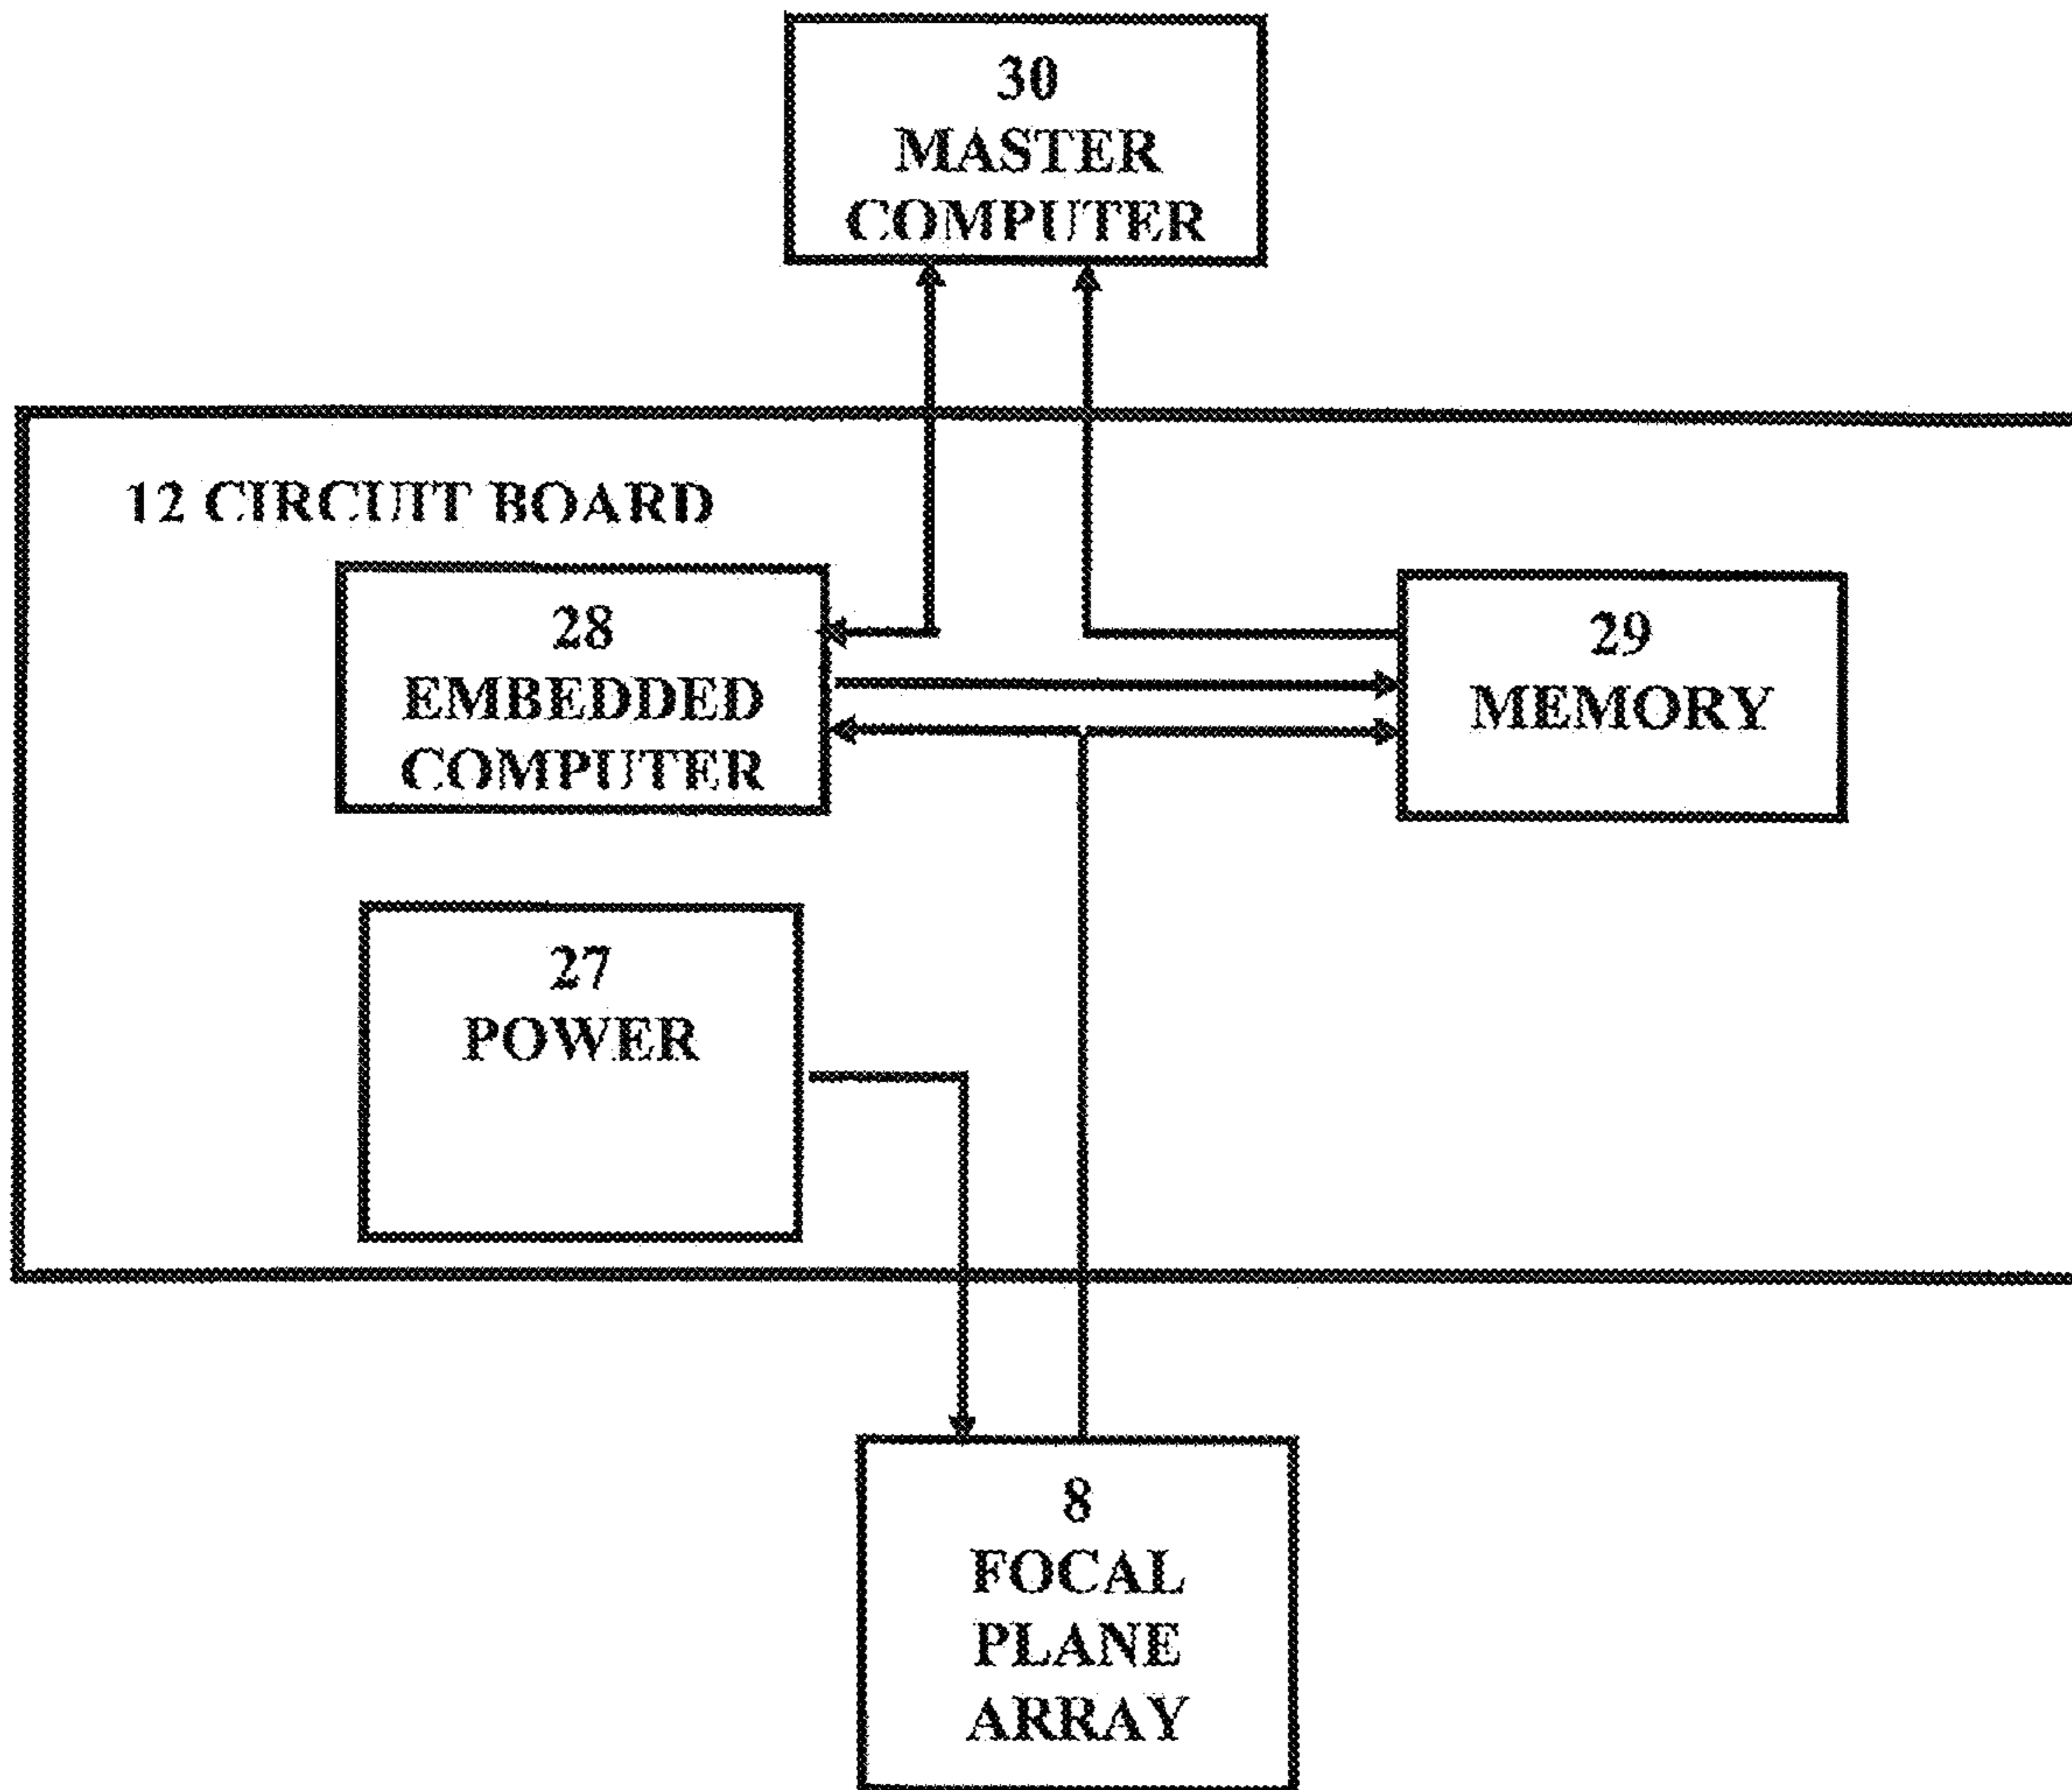 30
MASTER
COMPUTER
12 CIRCUIT BOARD
28
EMBEDDED
COMPUTER
29
MEMORY
27
POWER
8
FOCAL
PLANE
ARRAY